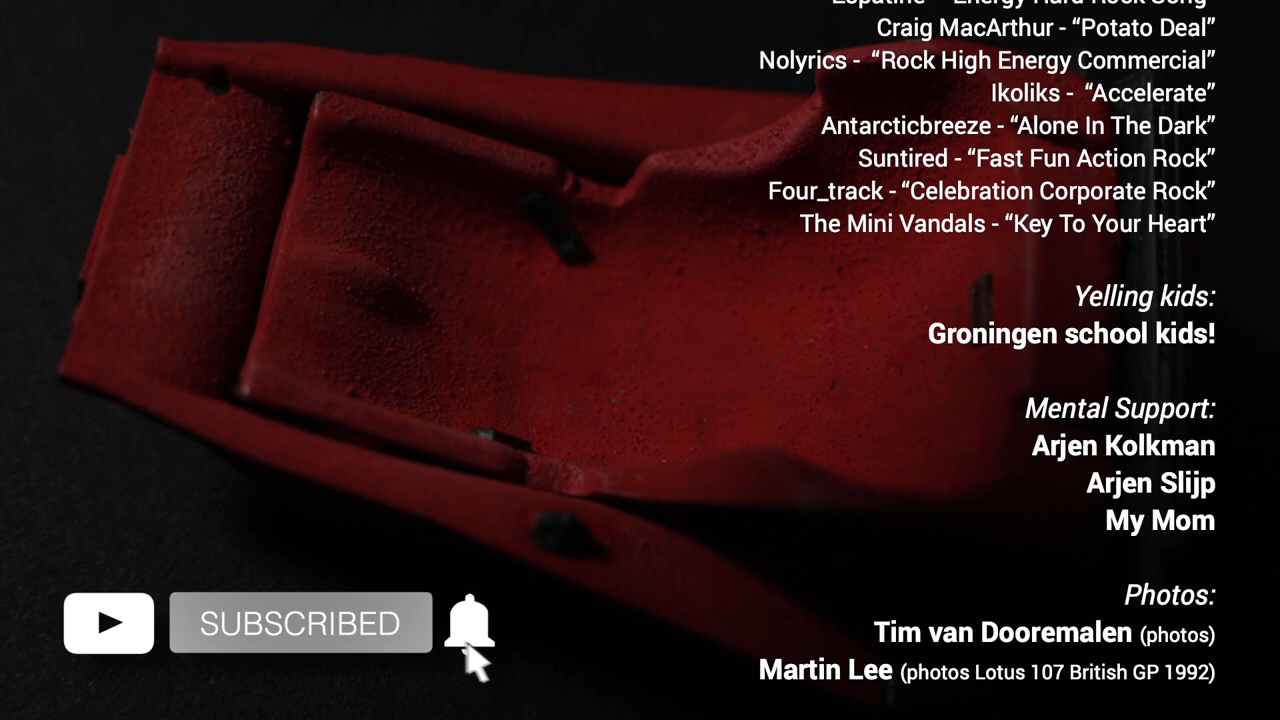 Craig MacArthur - “Potato Deal”
Nolyrics -  “Rock High Energy Commercial”
Ikoliks -  “Accelerate”
Antarcticbreeze - “Alone In The Dark”
Suntired - “Fast Fun Action Rock”
Four_track - “Celebration Corporate Rock”
The Mini Vandals - “Key To Your Heart”
Yelling kids:
Groningen school kids!
Mental Support:
Arjen Kolkman
Arjen Slijp
My Mom
Photos:
Tim van Dooremalen (photos)
Martin Lee (photos Lotus 107 British GP 1992)
SUBSCRIBED